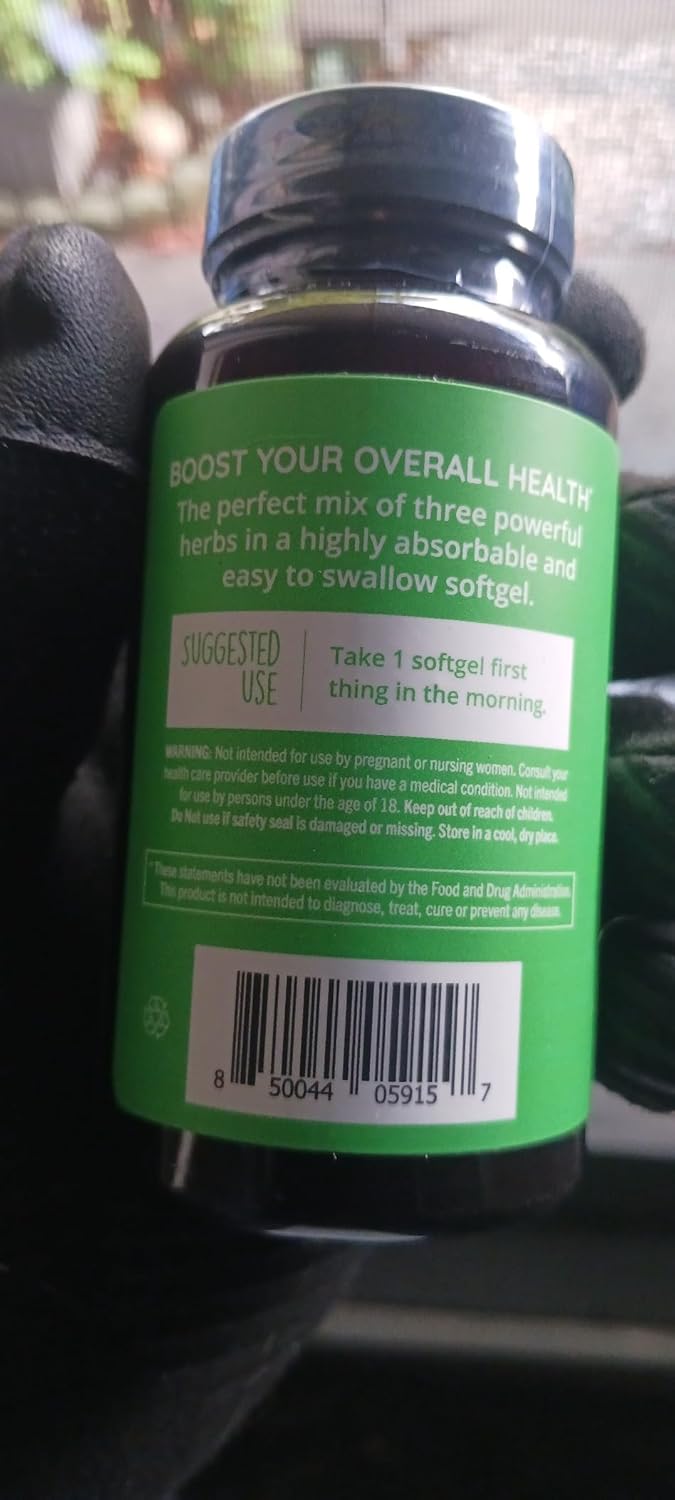 BOOST YOUR OVERALL HEALTH*
The perfect mix of three powerful
herbs in a highly absorbable and
easy to swallow softgel.
SUGGESTED
USE
Take 1 softgel first
thing in the morning.
WARNING: Not intended for use by pregnant or nursing women. Consult your
health care provider before use if you have a medical condition. Not intended
for use by persons under the age of 18. Keep out of reach of children.
Do Not use if safety seal is damaged or missing. Store in a cool, dry place.
*These statements have not been evaluated by the Food and Drug Administration.
This product is not intended to diagnose, treat, cure or prevent any disease.
8 50044 05915 7